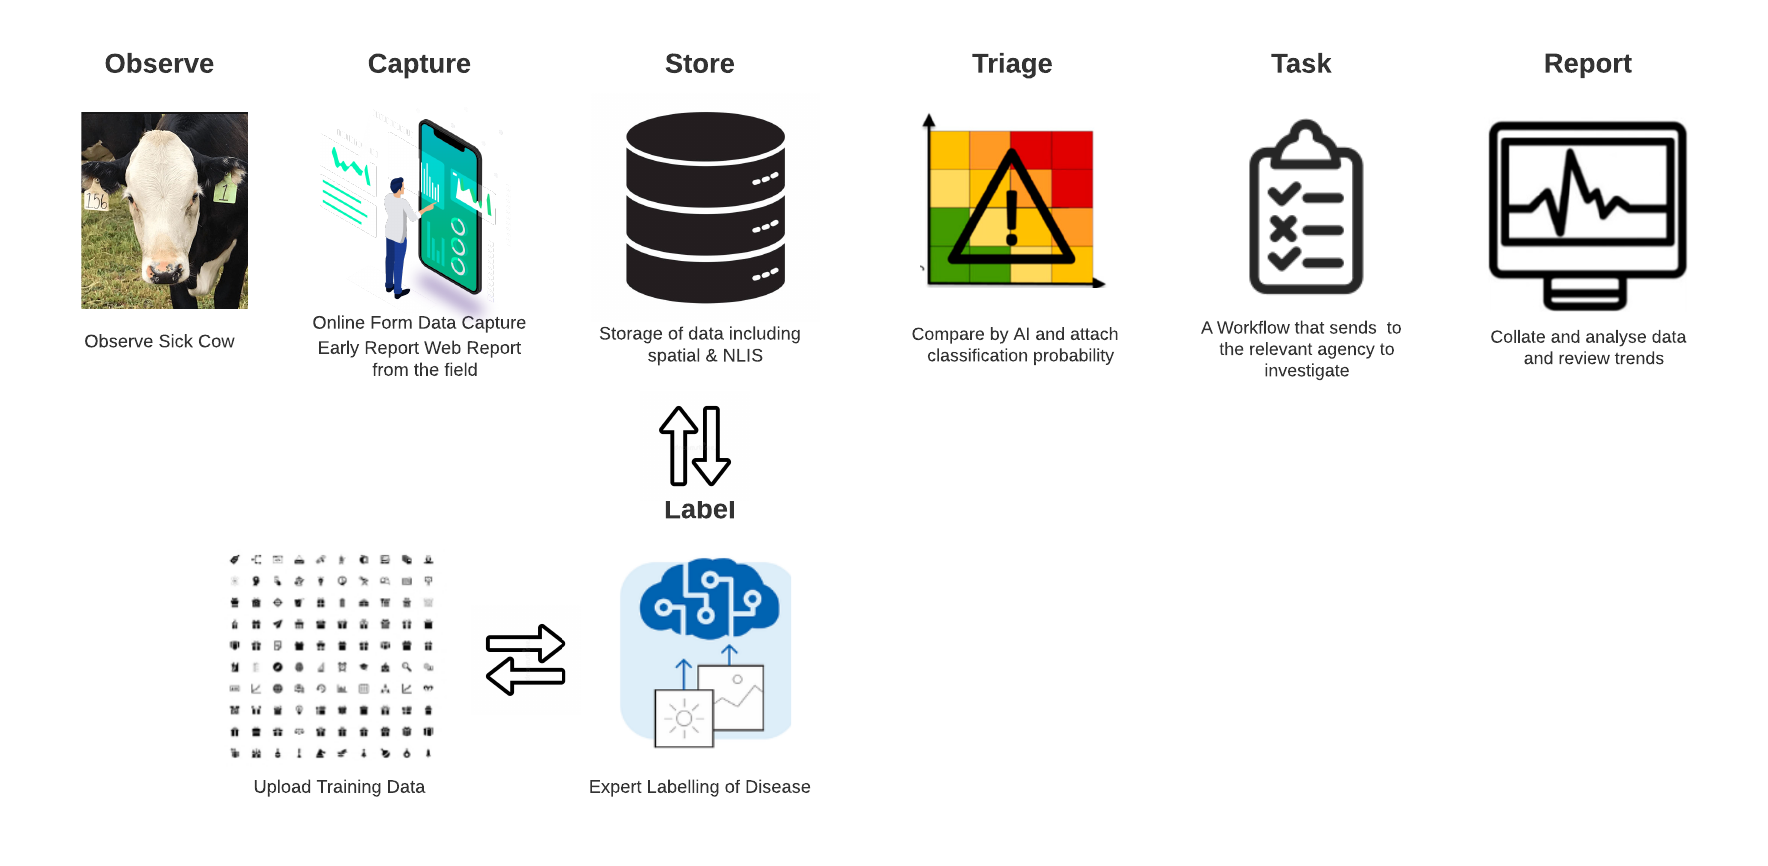 Observe
Capture
Store
Triage
Task
Report
156
1
Observe Sick Cow
Online Form Data Capture
Early Report Web Report
from the field
Storage of data including
spatial & NLIS
Compare by AI and attach
classification probability
A Workflow that sends to
the relevant agency to
investigate
Collate and analyse data
and review trends
Label
Upload Training Data
Expert Labelling of Disease